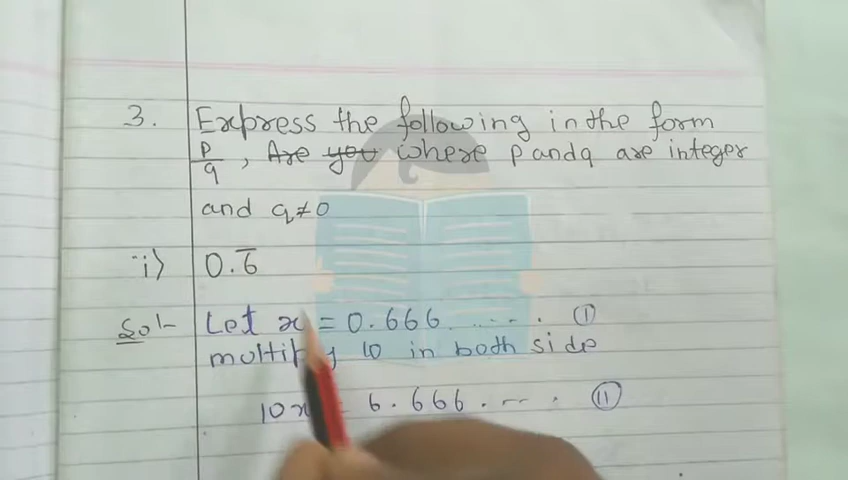 3. Express the following in the form
p/q, Are you where p and q are integer
and q≠0
i) 0.6̅
Sol- Let x = 0.666..... . (1)
multiply 10 in both side
10x = 6.666. -- . (11)